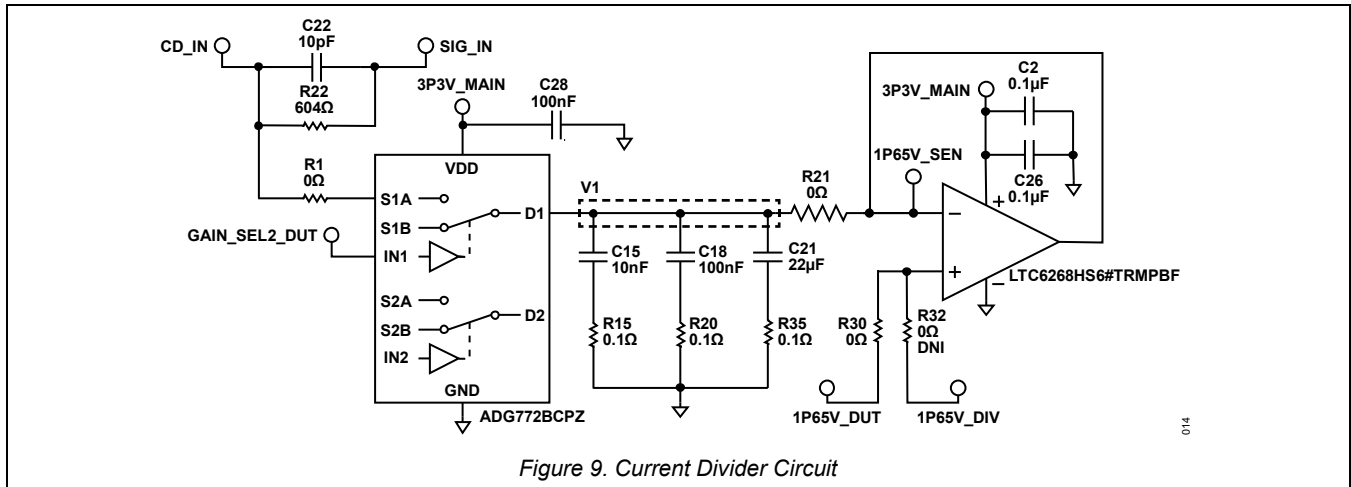 CD_IN
C22
10pF
SIG_IN
R22
604Ω
3P3V_MAIN
C28
100nF
R1
0Ω
VDD
S1A
S1B
IN1
D1
GAIN_SEL2_DUT
S2A
S2B
IN2
D2
GND
ADG772BCPZ
V1
C15
10nF
C18
100nF
C21
22µF
R15
0.1Ω
R20
0.1Ω
R35
0.1Ω
R21
0Ω
1P65V_SEN
3P3V_MAIN
C2
0.1µF
C26
0.1µF
+
−
+
−
LTC6268HS6#TRMPBF
R30
0Ω
R32
0Ω
DNI
1P65V_DUT
1P65V_DIV
014
Figure 9. Current Divider Circuit